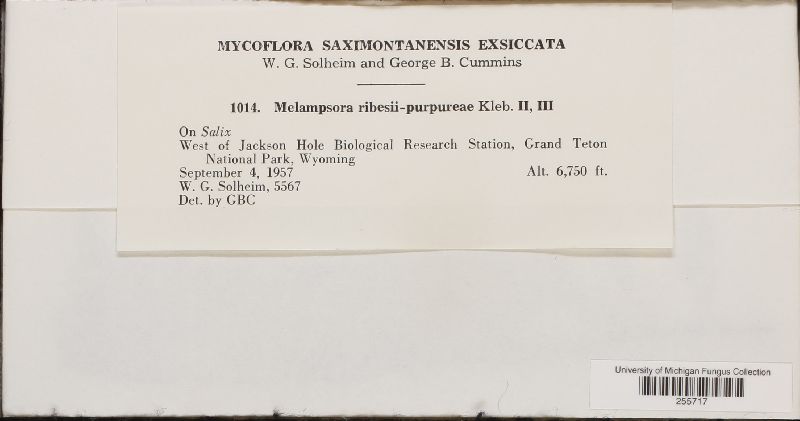 MYCOFLORA SAXIMONTANENSIS EXSICCATA
W. G. Solheim and George B. Cummins
1014. Melampsora ribesii-purpureae Kleb. II, III
On Salix
West of Jackson Hole Biological Research Station, Grand Teton
National Park, Wyoming
September 4, 1957 Alt. 6,750 ft.
W. G. Solheim, 5567
Det. by GBC
University of Michigan Fungus Collection
255717